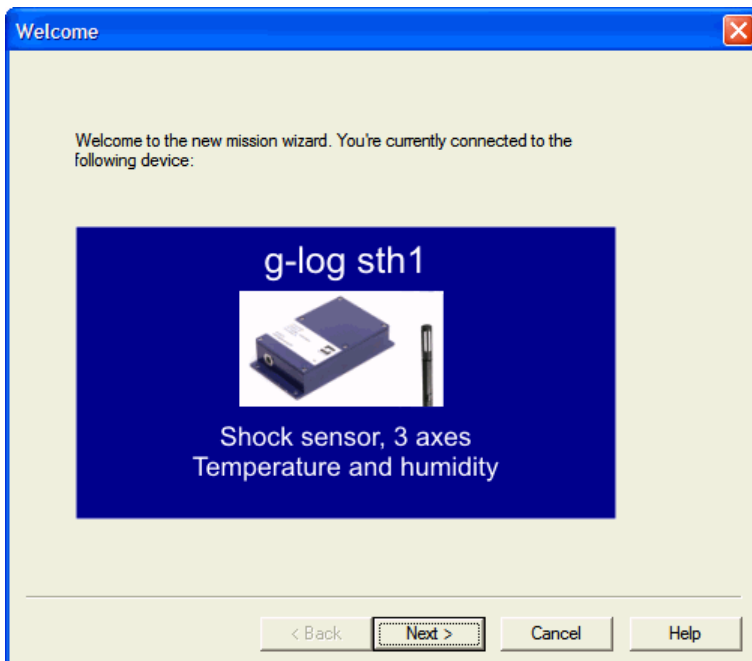 Welcome
Welcome to the new mission wizard. You're currently connected to the
following device:
g-log sth1
Shock sensor, 3 axes
Temperature and humidity
< Back
Next >
Cancel
Help